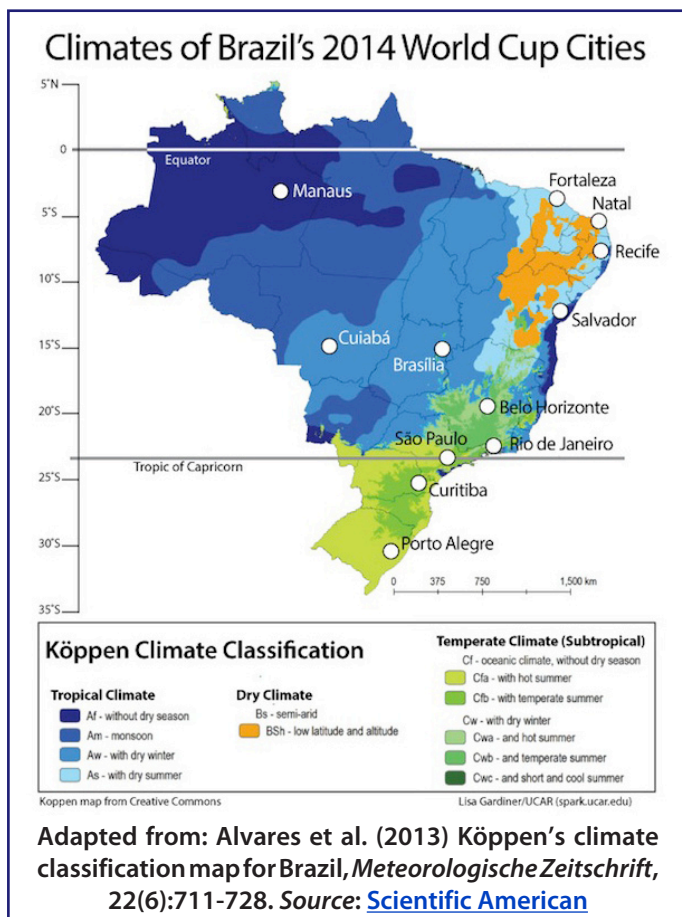 Climates of Brazil's 2014 World Cup Cities
5˚N
0
Equator
Fortaleza
Manaus
Natal
5˚S
Recife
10˚S
Salvador
Cuiabá
15˚S
Brasília
Belo Horizonte
20˚S
São Paulo
Rio de Janeiro
Tropic of Capricorn
25˚S
Curitiba
30˚S
Porto Alegre
0 375 750 1,500 km
35˚S
Köppen Climate Classification
Tropical Climate
Af - without dry season
Am - monsoon
Aw - with dry winter
As - with dry summer
Dry Climate
Bs - semi-arid
BSh - low latitude and altitude
Temperate Climate (Subtropical)
Cf - oceanic climate, without dry season
Cfa - with hot summer
Cfb - with temperate summer
Cw - with dry winter
Cwa - and hot summer
Cwb - and temperate summer
Cwc - and short and cool summer
Koppen map from Creative Commons
Lisa Gardiner/UCAR (spark.ucar.edu)
Adapted from: Alvares et al. (2013) Köppen's climate
classification map for Brazil, Meteorologische Zeitschrift,
22(6):711-728. Source: Scientific American